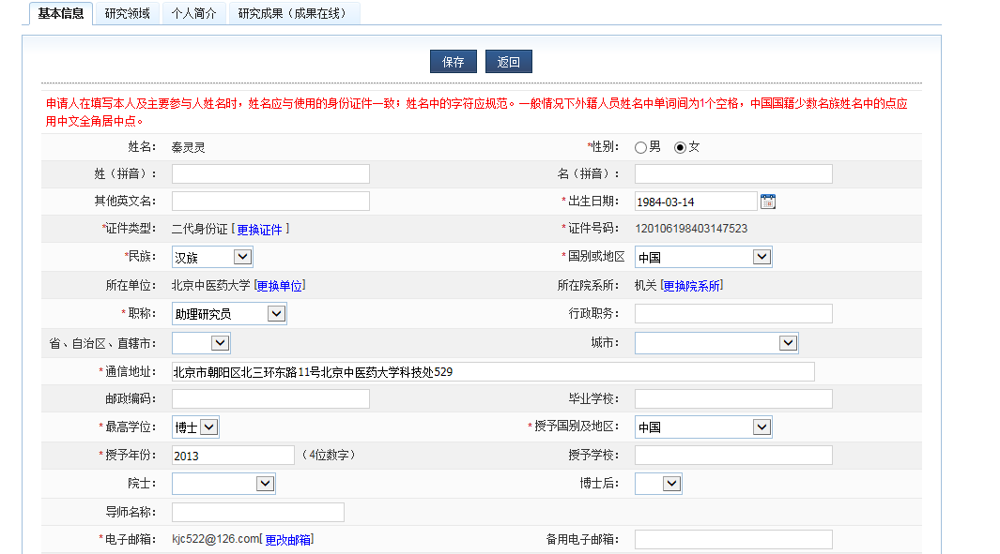 基本信息 研究领域 个人简介 研究成果（成果在线）
保存 返回
申请人在填写本人及主要参与人姓名时，姓名应与使用的身份证件一致；姓名中的字符应规范。一般情况下外籍人员姓名中单词间为1个空格，中国国籍少数名族姓名中的点应
用中文全角居中点。
姓名： 秦灵灵 *性别： 男 女
姓（拼音）： 名（拼音）：
其他英文名： *出生日期： 1984-03-14
*证件类型： 二代身份证 [更换证件 ] *证件号码： 120106198403147523
*民族： 汉族 *国别或地区 中国
所在单位： 北京中医药大学 [更换单位] 所在院系所： 机关 [更换院系所]
*职称： 助理研究员 行政职务：
省、自治区、直辖市： 城市：
*通信地址： 北京市朝阳区北三环东路11号北京中医药大学科技处529
邮政编码： 毕业学校：
*最高学位： 博士 *授予国别及地区： 中国
*授予年份： 2013 （4位数字） 授予学校：
院士： 博士后：
导师名称：
*电子邮箱： kjc522@126.com[ 更改邮箱] 备用电子邮箱：